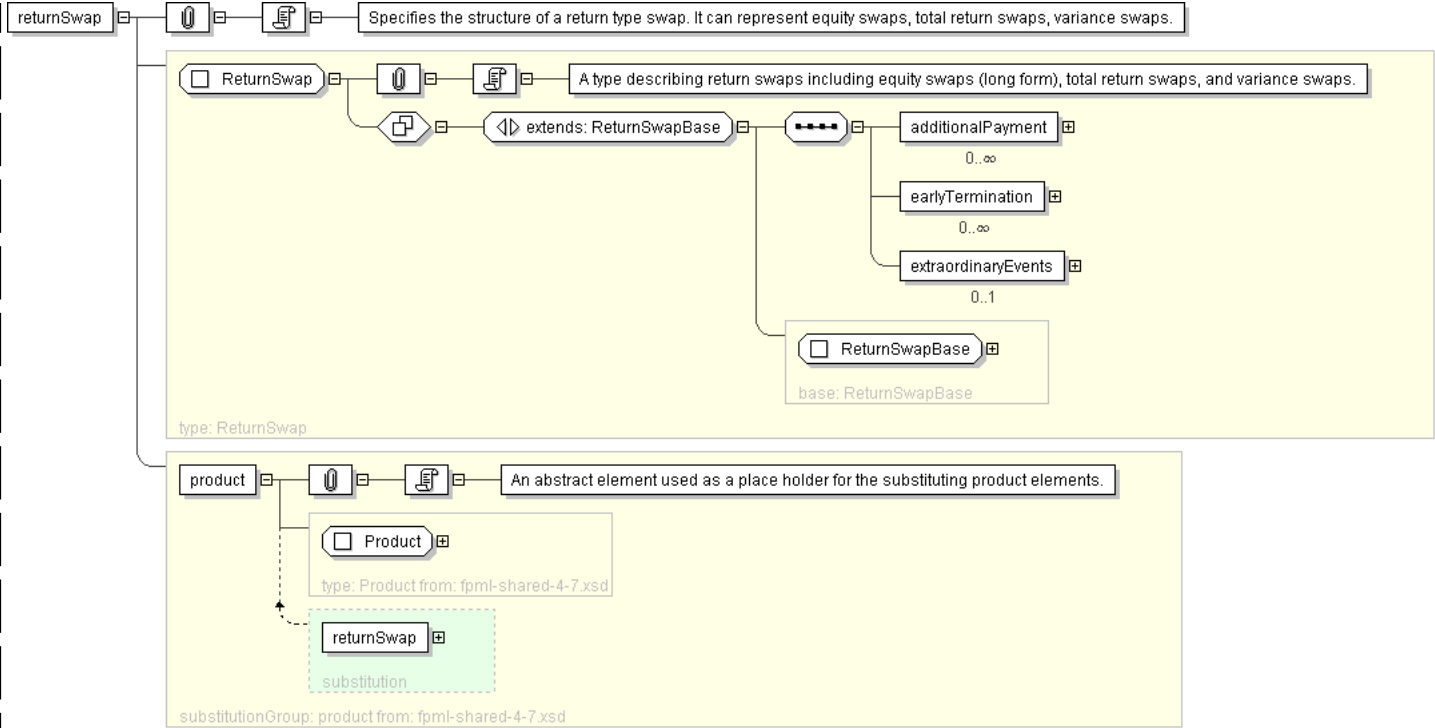 returnSwap
Specifies the structure of a return type swap. It can represent equity swaps, total return swaps, variance swaps.
ReturnSwap
A type describing return swaps including equity swaps (long form), total return swaps, and variance swaps.
extends: ReturnSwapBase
additionalPayment
0..∞
earlyTermination
0..∞
extraordinaryEvents
0..1
ReturnSwapBase
base: ReturnSwapBase
type: ReturnSwap
product
An abstract element used as a place holder for the substituting product elements.
Product
type: Product from: fpml-shared-4-7.xsd
returnSwap
substitution
substitutionGroup: product from: fpml-shared-4-7.xsd